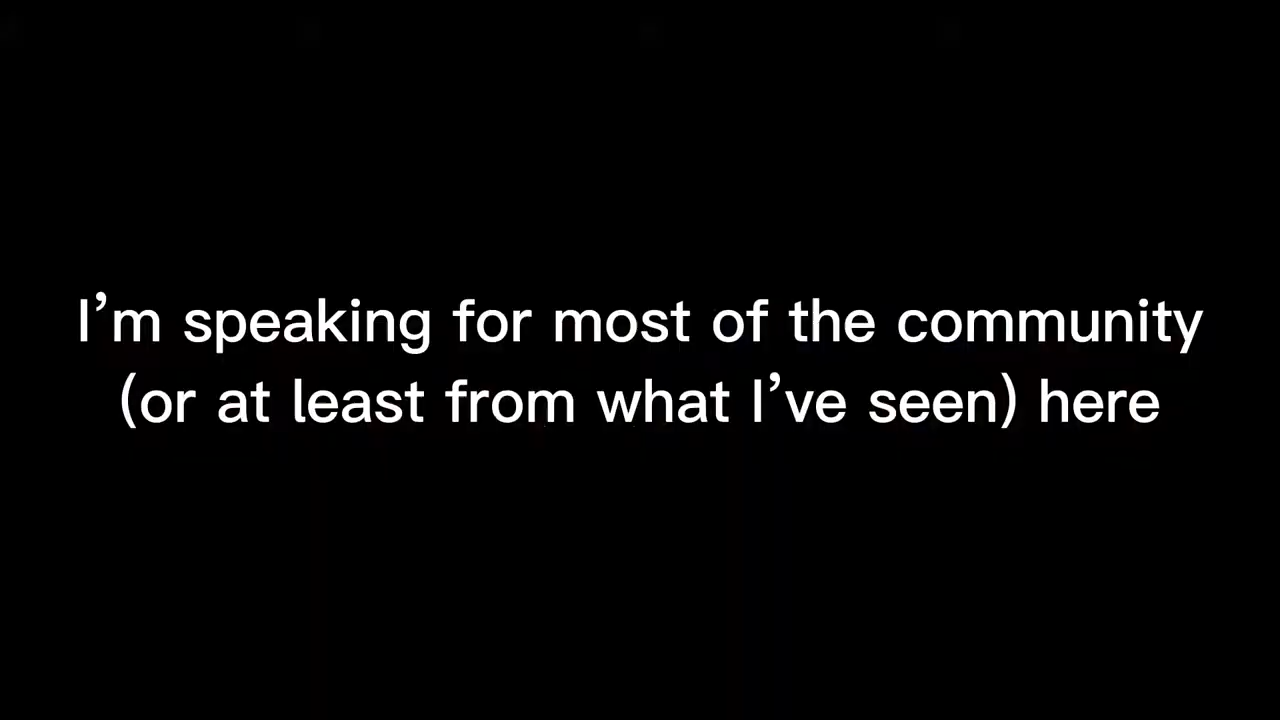 I’m speaking for most of the community
(or at least from what I’ve seen) here